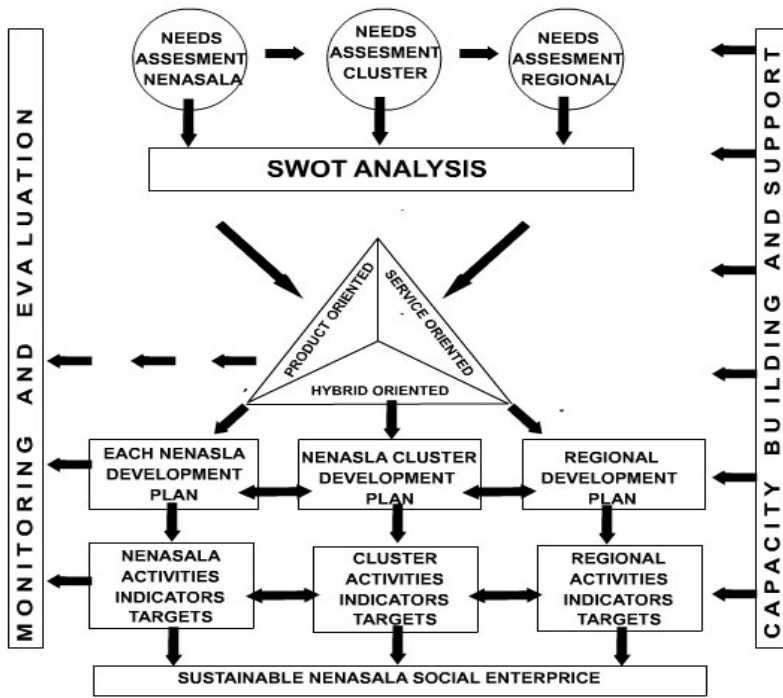 MONITORING AND EVALUATION
NEEDS
ASSESMENT
NENASALA
NEEDS
ASSESMENT
CLUSTER
NEEDS
ASSESMENT
REGIONAL
SWOT ANALYSIS
PRODUCT ORIENTED
SERVICE ORIENTED
HYBRID ORIENTED
EACH NENASLA
DEVELOPMENT
PLAN
NENASLA CLUSTER
DEVELOPMENT
PLAN
REGIONAL
DEVELOPMENT
PLAN
NENASALA
ACTIVITIES
INDICATORS
TARGETS
CLUSTER
ACTIVITIES
INDICATORS
TARGETS
REGIONAL
ACTIVITIES
INDICATORS
TARGETS
SUSTAINABLE NENASALA SOCIAL ENTERPRICE
CAPACITY BUILDING AND SUPPORT